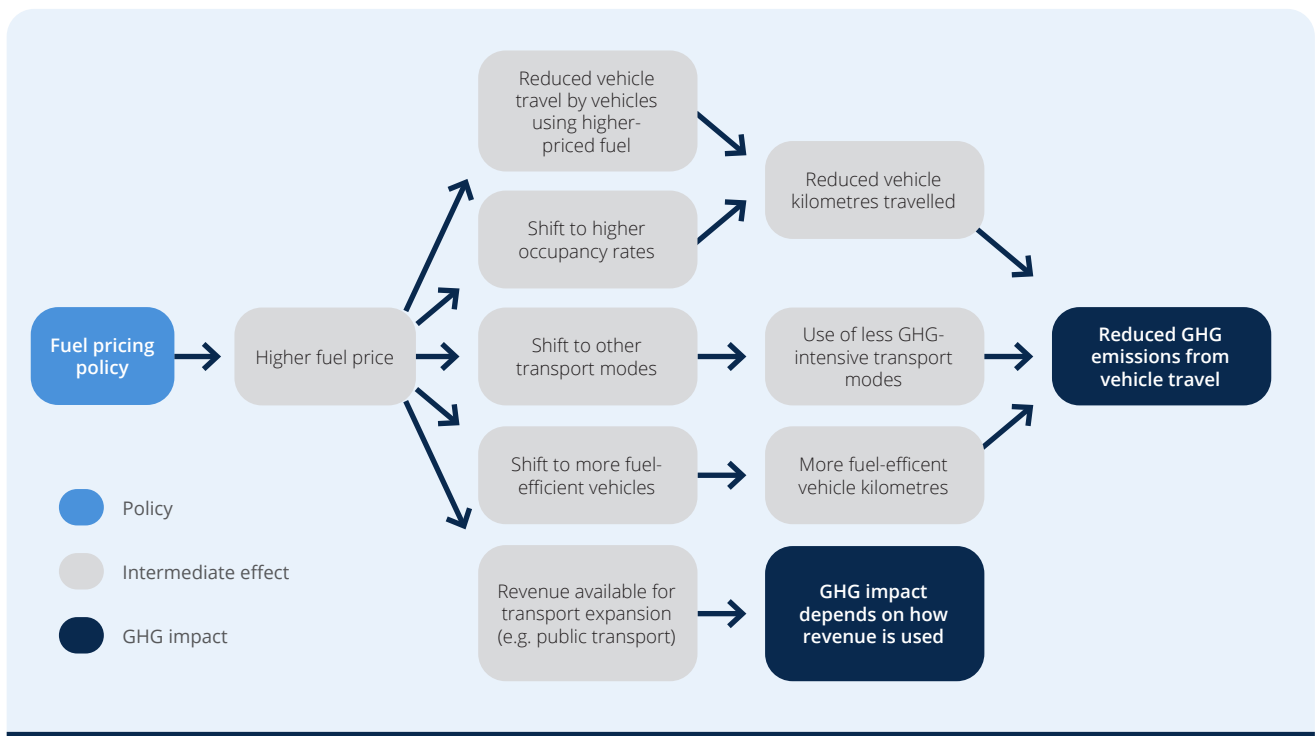 Reduced vehicle
travel by vehicles
using higher-
priced fuel
Reduced vehicle
kilometres travelled
Shift to higher
occupancy rates
Fuel pricing
policy
Higher fuel price
Shift to other
transport modes
Use of less GHG-
intensive transport
modes
Reduced GHG
emissions from
vehicle travel
Shift to more fuel-
efficient vehicles
More fuel-efficent
vehicle kilometres
Revenue available for
transport expansion
(e.g. public transport)
GHG impact
depends on how
revenue is used
Policy
Intermediate effect
GHG impact